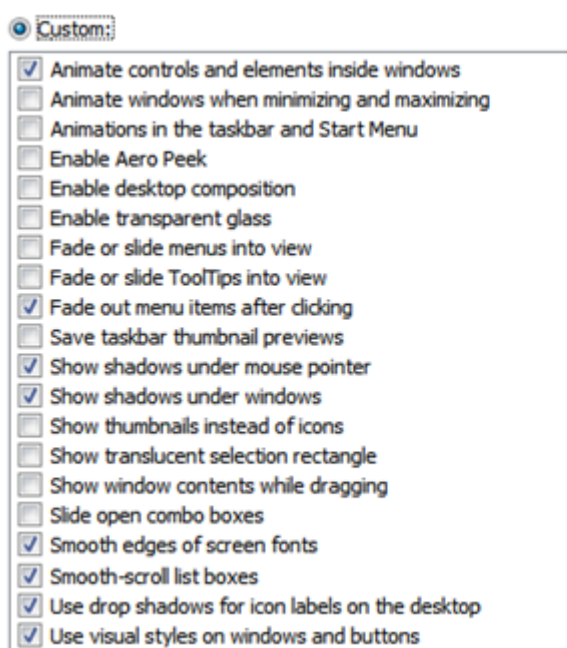 Custom:
Animate controls and elements inside windows
Animate windows when minimizing and maximizing
Animations in the taskbar and Start Menu
Enable Aero Peek
Enable desktop composition
Enable transparent glass
Fade or slide menus into view
Fade or slide ToolTips into view
Fade out menu items after clicking
Save taskbar thumbnail previews
Show shadows under mouse pointer
Show shadows under windows
Show thumbnails instead of icons
Show translucent selection rectangle
Show window contents while dragging
Slide open combo boxes
Smooth edges of screen fonts
Smooth-scroll list boxes
Use drop shadows for icon labels on the desktop
Use visual styles on windows and buttons